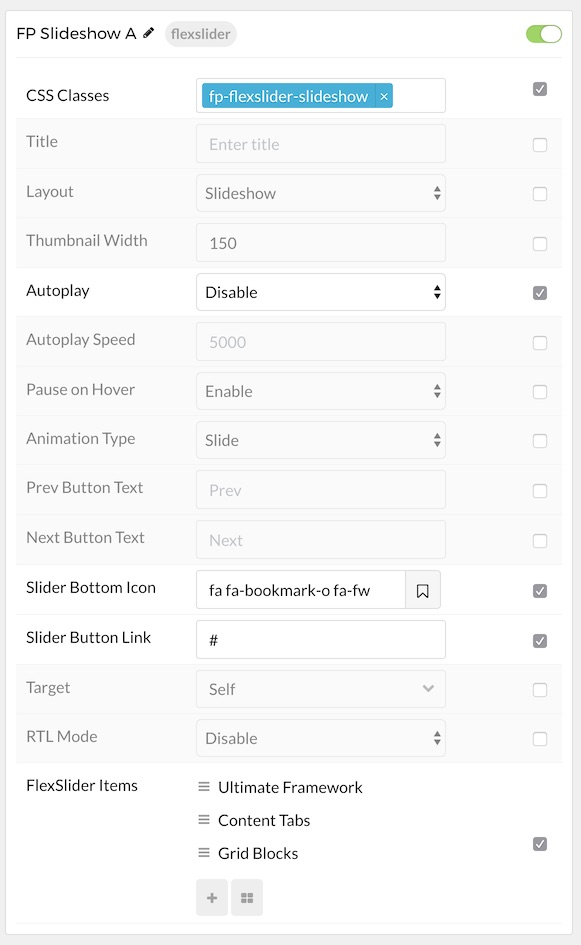 FP Slideshow A flexslider
CSS Classes fp-flexslider-slideshow ×
Title Enter title
Layout Slideshow
Thumbnail Width 150
Autoplay Disable
Autoplay Speed 5000
Pause on Hover Enable
Animation Type Slide
Prev Button Text Prev
Next Button Text Next
Slider Bottom Icon fa fa-bookmark-o fa-fw
Slider Button Link #
Target Self
RTL Mode Disable
FlexSlider Items Ultimate Framework
Content Tabs
Grid Blocks